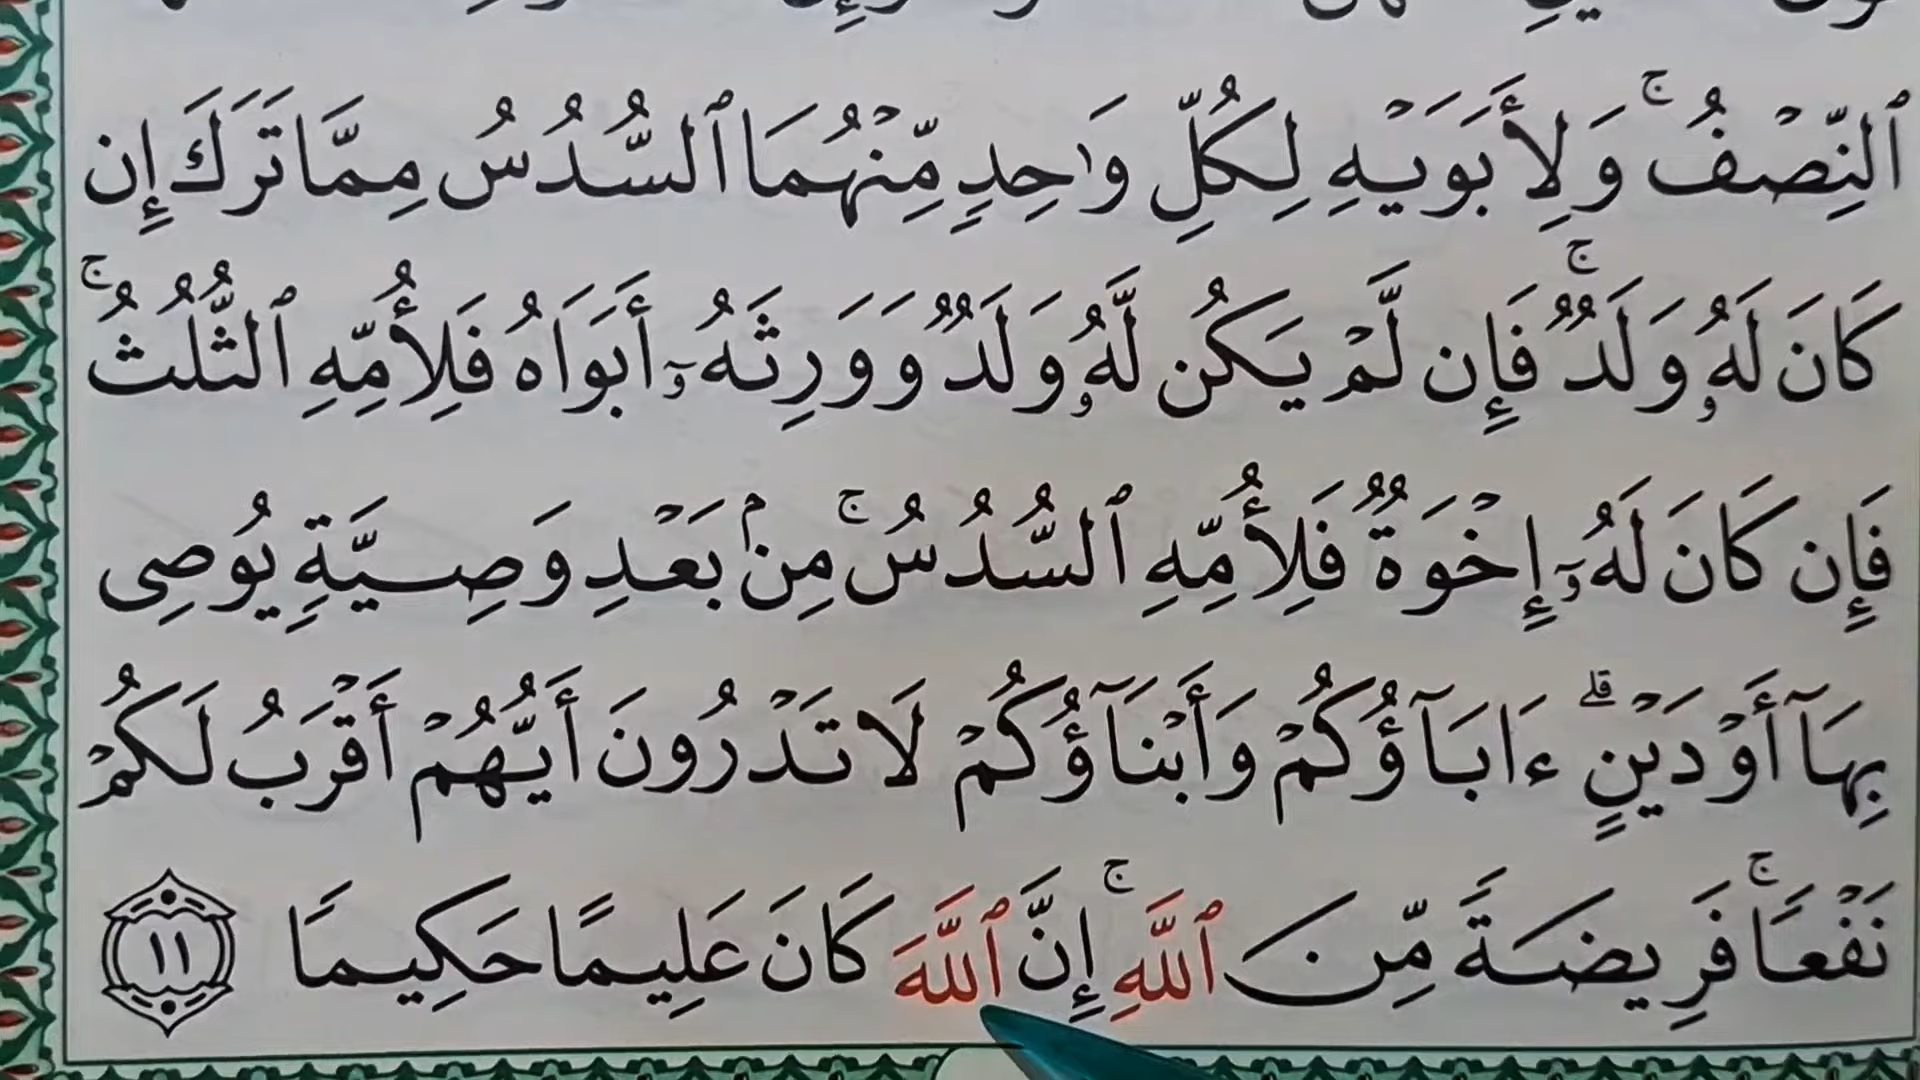 ٱلنِّصۡفُۚ وَلِأَبَوَيۡهِ لِكُلِّ وَٰحِدٖ مِّنۡهُمَا ٱلسُّدُسُ مِمَّا تَرَكَ إِن
كَانَ لَهُۥ وَلَدٞۚ فَإِن لَّمۡ يَكُن لَّهُۥ وَلَدٞ وَوَرِثَهُۥٓ أَبَوَاهُ فَلِأُمِّهِ ٱلثُّلُثُۚ
فَإِن كَانَ لَهُۥٓ إِخۡوَةٞ فَلِأُمِّهِ ٱلسُّدُسُۚ مِنۢ بَعۡدِ وَصِيَّةٖ يُوصِي
بِهَآ أَوۡ دَيۡنٍۗ ءَابَآؤُكُمۡ وَأَبۡنَآؤُكُمۡ لَا تَدۡرُونَ أَيُّهُمۡ أَقۡرَبُ لَكُمۡ
نَفۡعٗاۚ فَرِيضَةٗ مِّنَ ٱللَّهِۚ إِنَّ ٱللَّهَ كَانَ عَلِيمًا حَكِيمٗا ١١